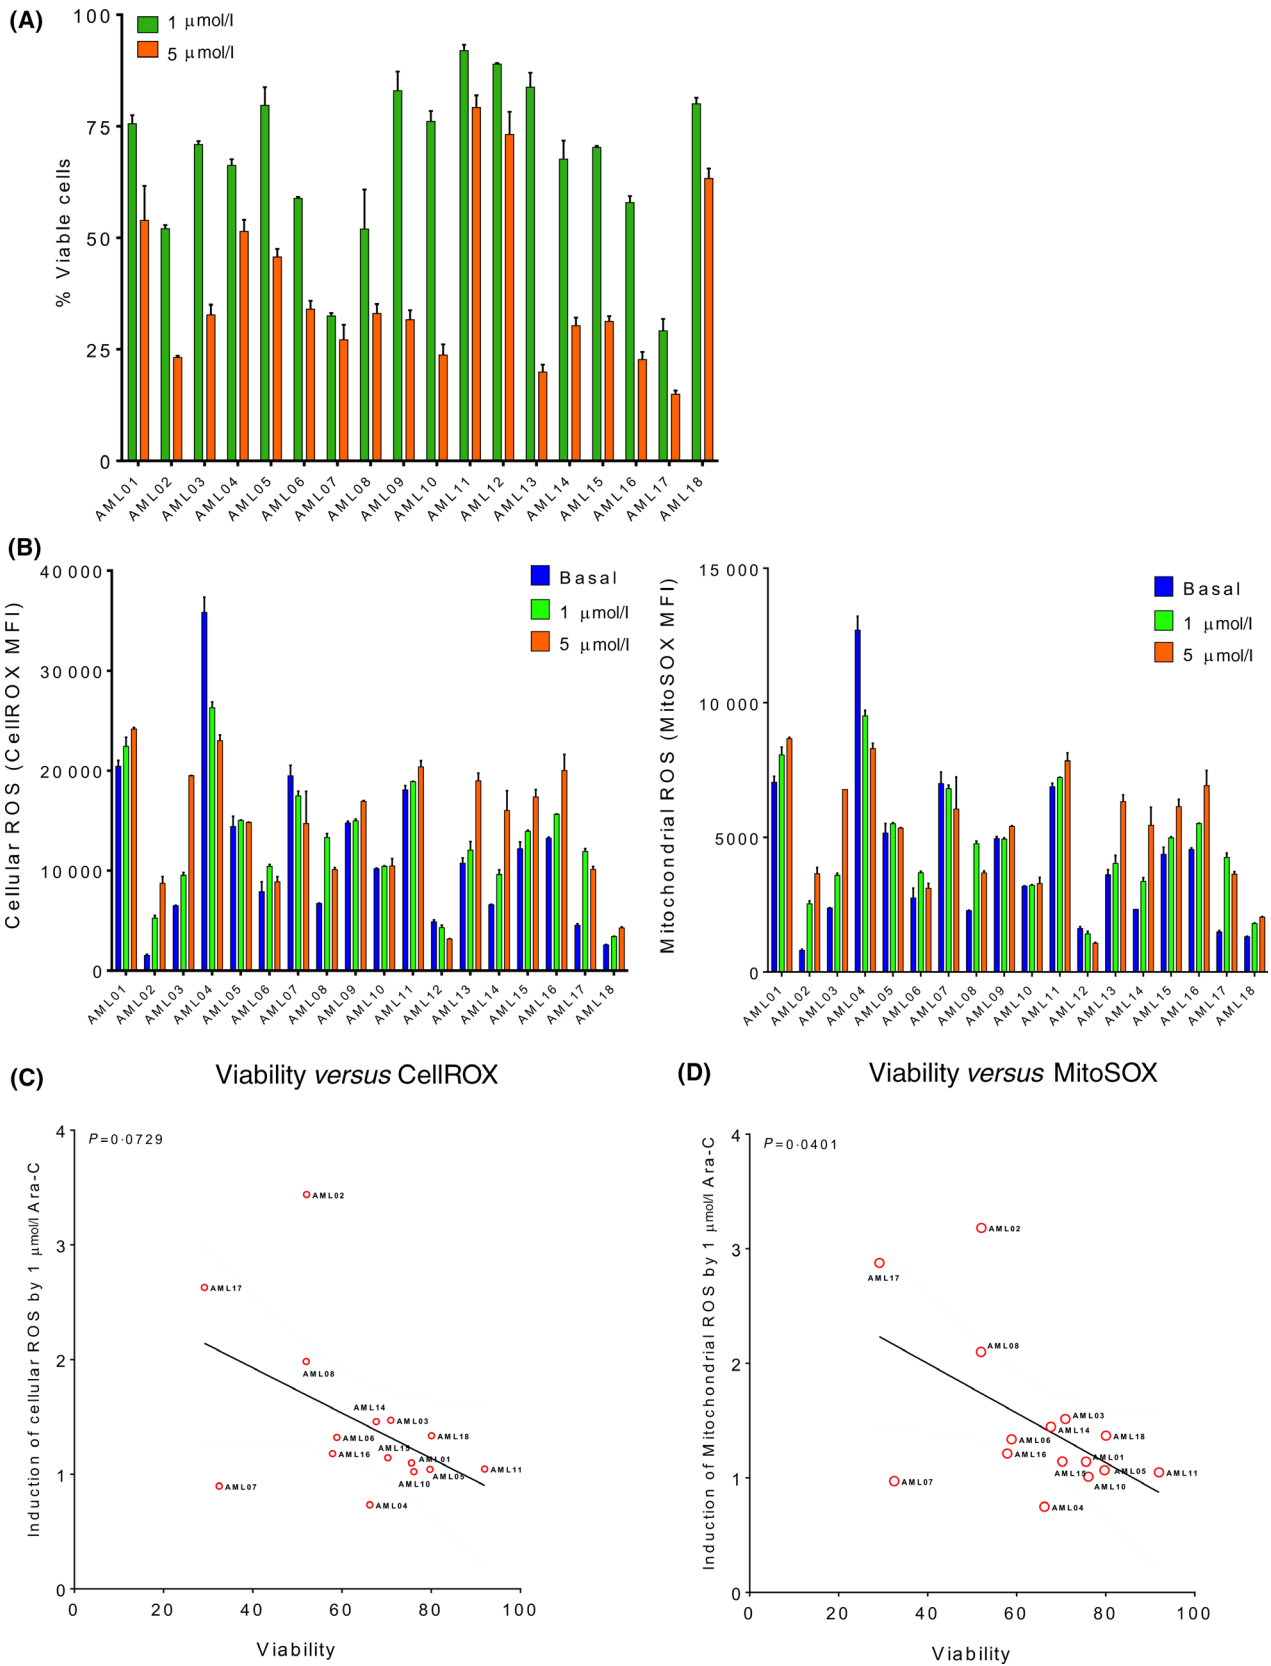 (A)
1 μmol/l
5 μmol/l
% Viable cells
100
75
50
25
0
AML01 AML02 AML03 AML04 AML05 AML06 AML07 AML08 AML09 AML10 AML11 AML12 AML13 AML14 AML15 AML16 AML17 AML18
(B)
Cellular ROS (CellROX MFI)
40 000
30 000
20 000
10 000
0
Basal
1 μmol/l
5 μmol/l
AML01 AML02 AML03 AML04 AML05 AML06 AML07 AML08 AML09 AML10 AML11 AML12 AML13 AML14 AML15 AML16 AML17 AML18
Mitochondrial ROS (MitoSOX MFI)
15 000
10 000
5000
0
Basal
1 μmol/l
5 μmol/l
AML01 AML02 AML03 AML04 AML05 AML06 AML07 AML08 AML09 AML10 AML11 AML12 AML13 AML14 AML15 AML16 AML17 AML18
(C)
Viability versus CellROX
P=0·0729
Induction of cellular ROS by 1 μmol/l Ara-C
4
3
2
1
0
AML02
AML17
AML08
AML14
AML03
AML06
AML18
AML16
AML15
AML01
AML11
AML05
AML10
AML07
AML04
0 20 40 60 80 100
Viability
(D)
Viability versus MitoSOX
P=0·0401
Induction of Mitochondrial ROS by 1 μmol/l Ara-C
4
3
2
1
0
AML02
AML17
AML08
AML03
AML14
AML06
AML18
AML16
AML01
AML15
AML05
AML11
AML10
AML07
AML04
0 20 40 60 80 100
Viability